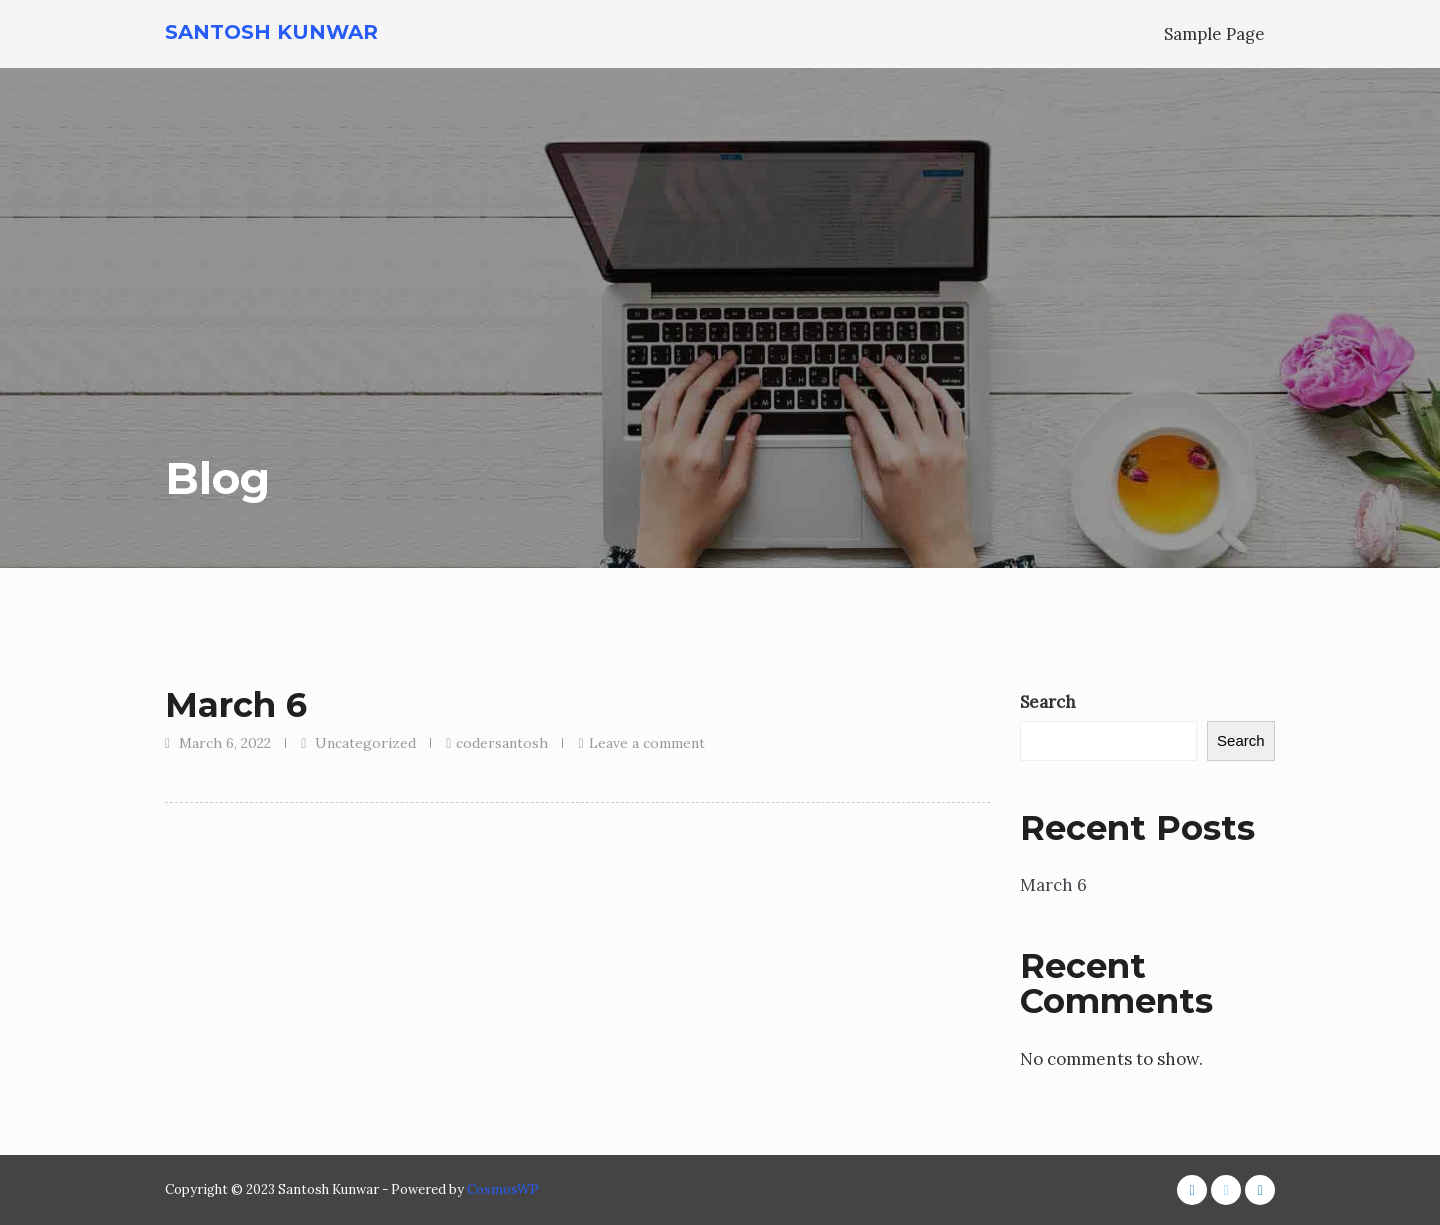 SANTOSH KUNWAR
Sample Page
Blog
March 6
March 6, 2022 Uncategorized codersantosh Leave a comment
Search
Search
Recent Posts
March 6
Recent
Comments
No comments to show.
Copyright © 2023 Santosh Kunwar - Powered by CosmosWP